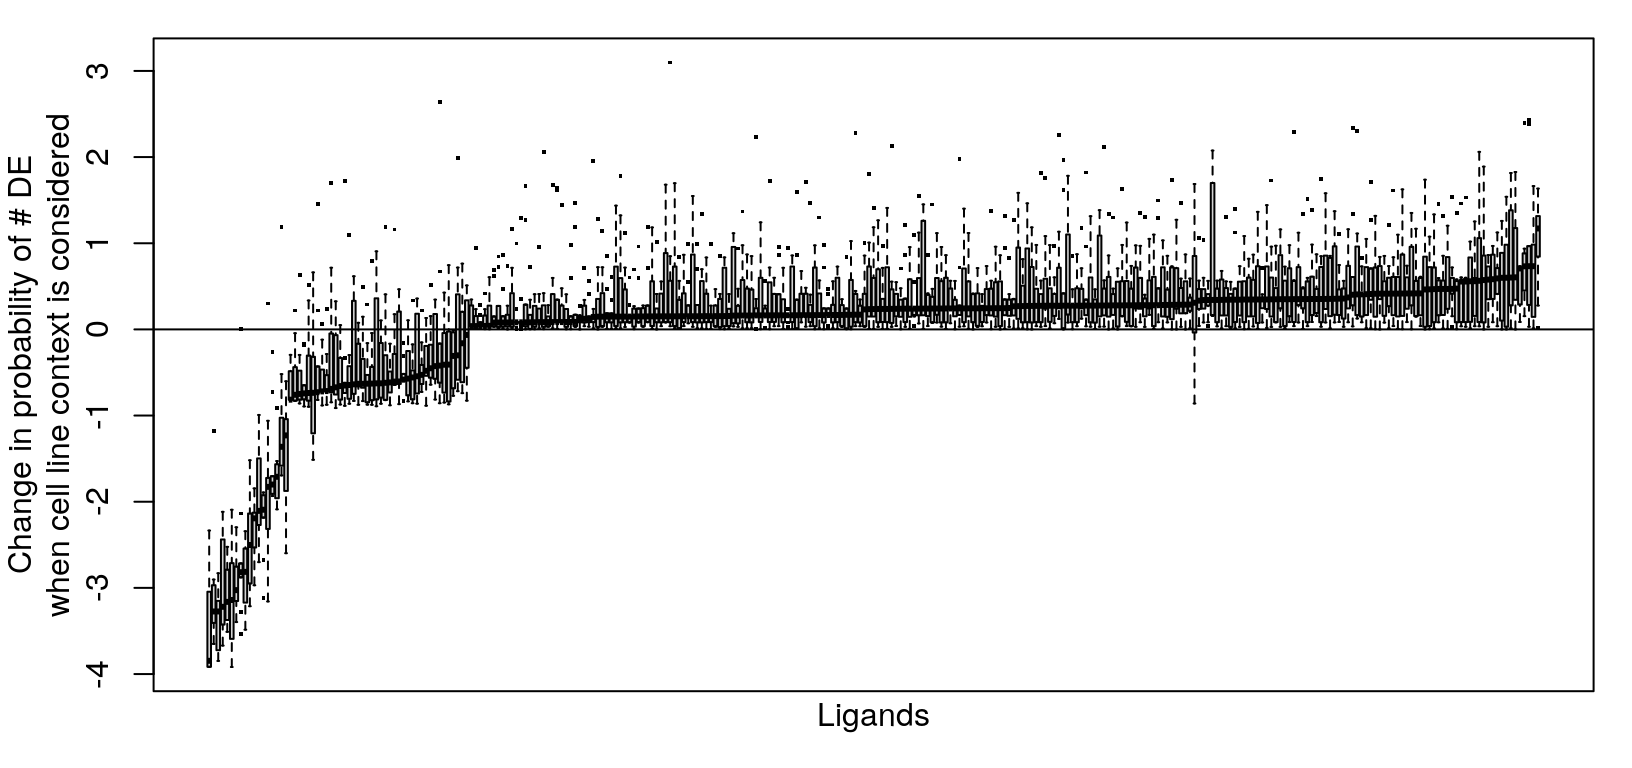 Change in probability of # DE
when cell line context is considered
3
2
1
0
-1
-2
-3
-4
Ligands